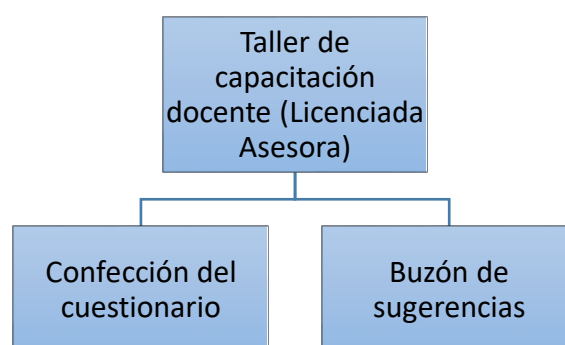 Taller de
capacitación
docente (Licenciada
Asesora)
Confección del
cuestionario
Buzón de
sugerencias